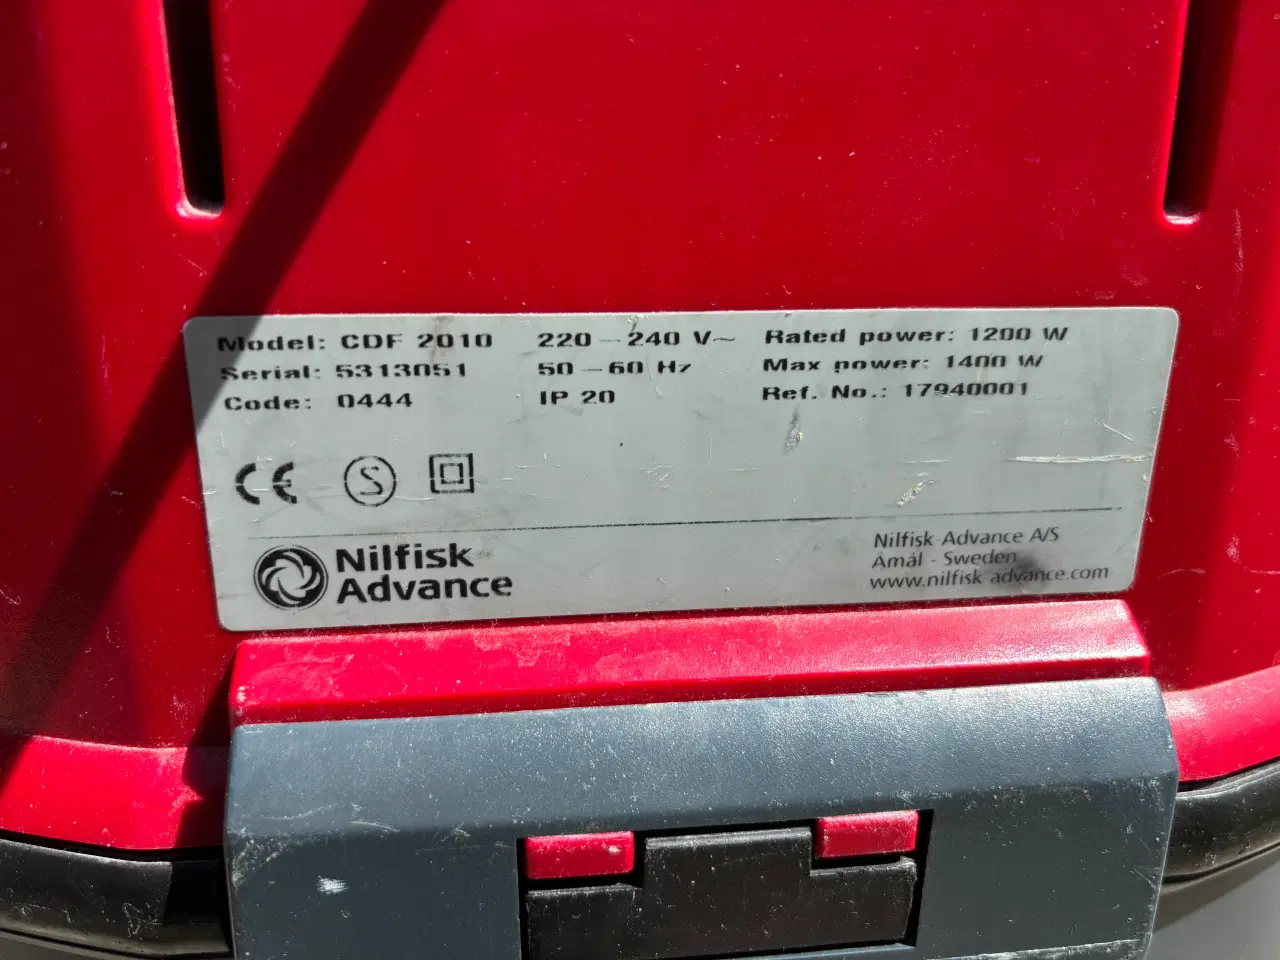 Model: CDF 2010 220-240 V~ Rated power: 1200 W
Serial: 5313051 50-60 Hz Max power: 1400 W
Code: 0444 IP 20 Ref. No.: 17940001
CE S
Nilfisk
Advance
Nilfisk Advance A/S
Åmål - Sweden
www.nilfisk-advance.com